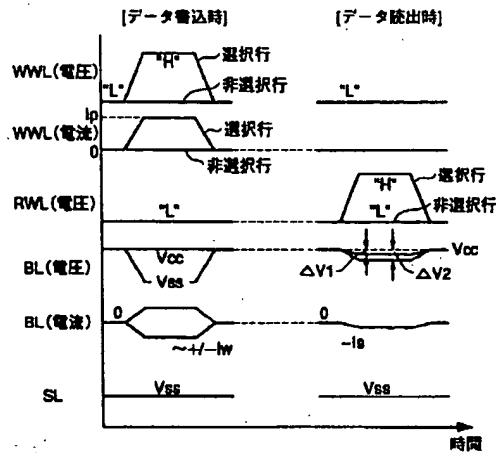 [データ書込時] [データ読出時]
WWL(電圧) "L" "H" 選択行 非選択行 "L"
WWL(電流) Ip 0 選択行 非選択行
RWL(電圧) "L" "H" "L" 選択行 非選択行
BL(電圧) Vcc Vss △V1 △V2 Vcc
BL(電流) 0 ~+/-Iw 0 -Is
SL Vss Vss
時間